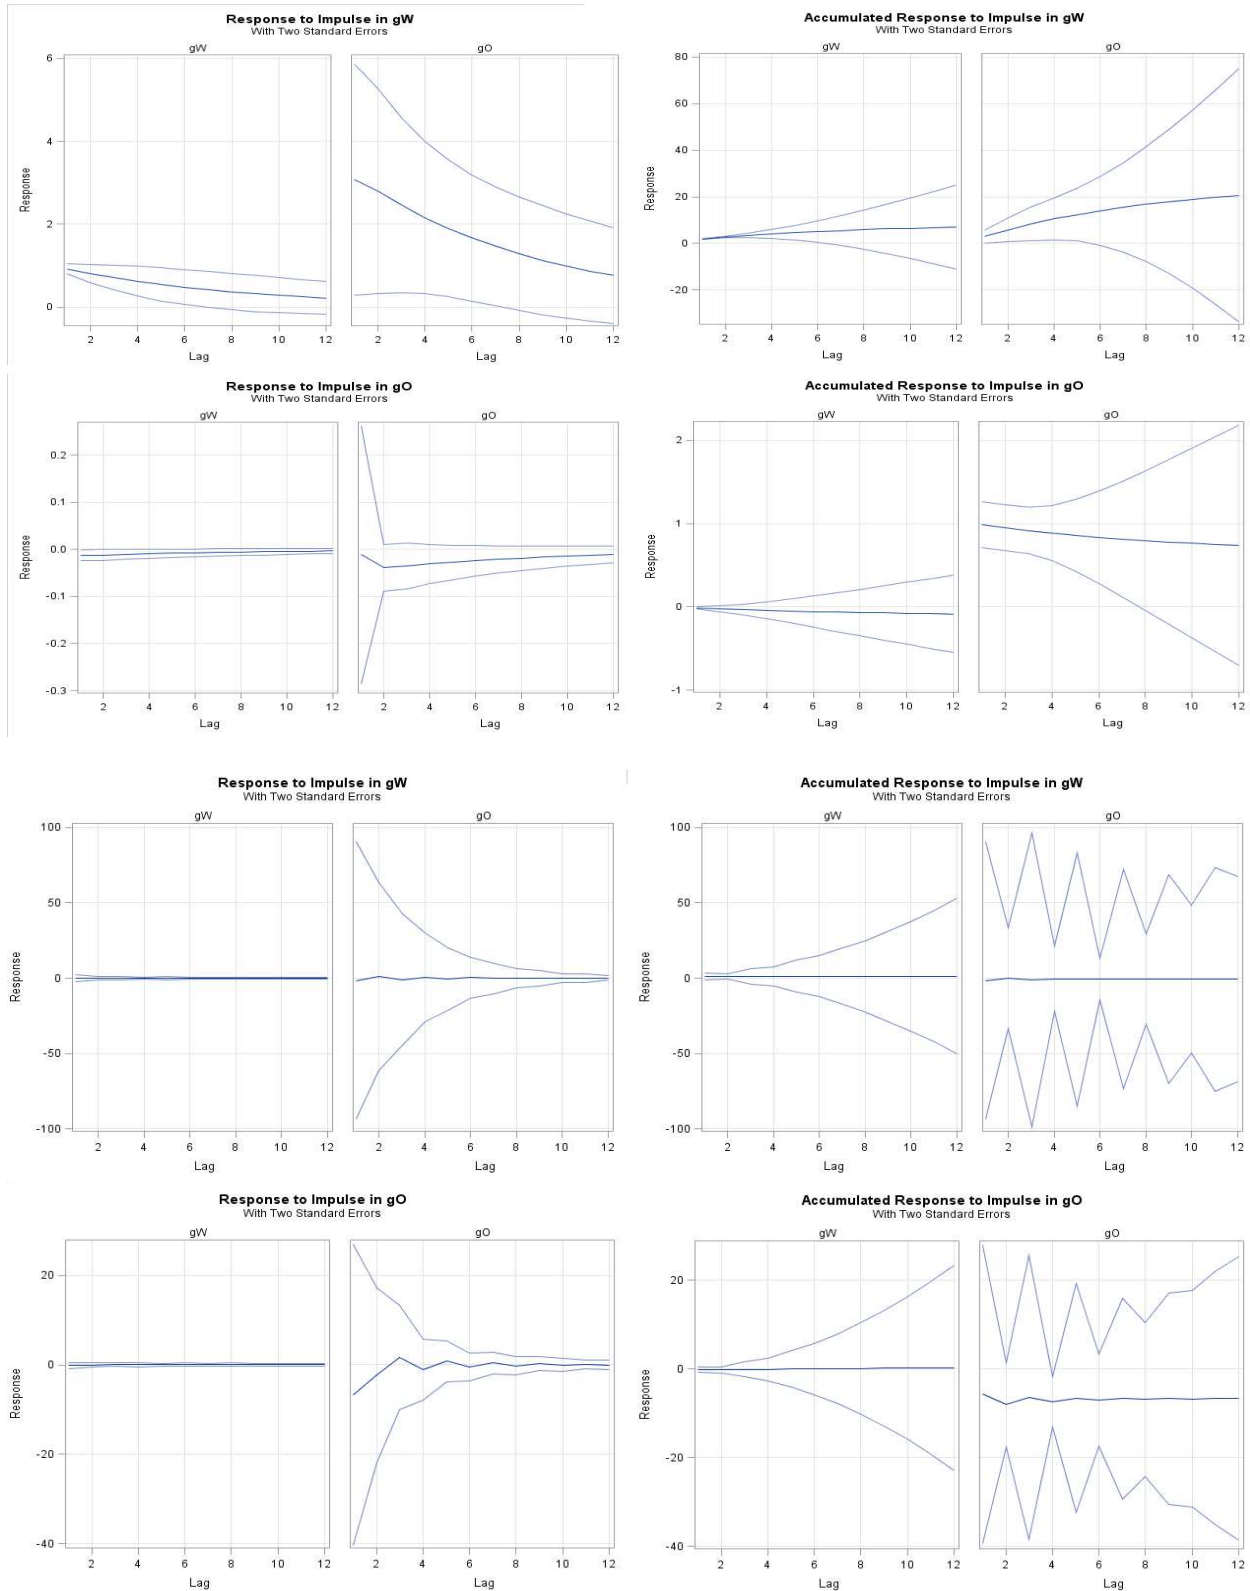 Response to Impulse in gW
With Two Standard Errors
gW
gO
6
4
2
0
Response
2 4 6 8 10 12
2 4 6 8 10 12
Lag
Accumulated Response to Impulse in gW
With Two Standard Errors
gW
gO
80
60
40
20
0
-20
Response
2 4 6 8 10 12
2 4 6 8 10 12
Lag
Lag
Response to Impulse in gO
With Two Standard Errors
gW
gO
0.2
0.1
0.0
-0.1
-0.2
-0.3
Response
2 4 6 8 10 12
2 4 6 8 10 12
Lag
Lag
Accumulated Response to Impulse in gO
With Two Standard Errors
gW
gO
2
1
0
-1
Response
2 4 6 8 10 12
2 4 6 8 10 12
Lag
Lag
Response to Impulse in gW
With Two Standard Errors
gW
gO
100
50
0
-50
-100
Response
2 4 6 8 10 12
2 4 6 8 10 12
Lag
Lag
Accumulated Response to Impulse in gW
With Two Standard Errors
gW
gO
100
50
0
-50
-100
Response
2 4 6 8 10 12
2 4 6 8 10 12
Lag
Lag
Response to Impulse in gO
With Two Standard Errors
gW
gO
20
0
-20
-40
Response
2 4 6 8 10 12
2 4 6 8 10 12
Lag
Lag
Accumulated Response to Impulse in gO
With Two Standard Errors
gW
gO
20
0
-20
-40
Response
2 4 6 8 10 12
2 4 6 8 10 12
Lag
Lag